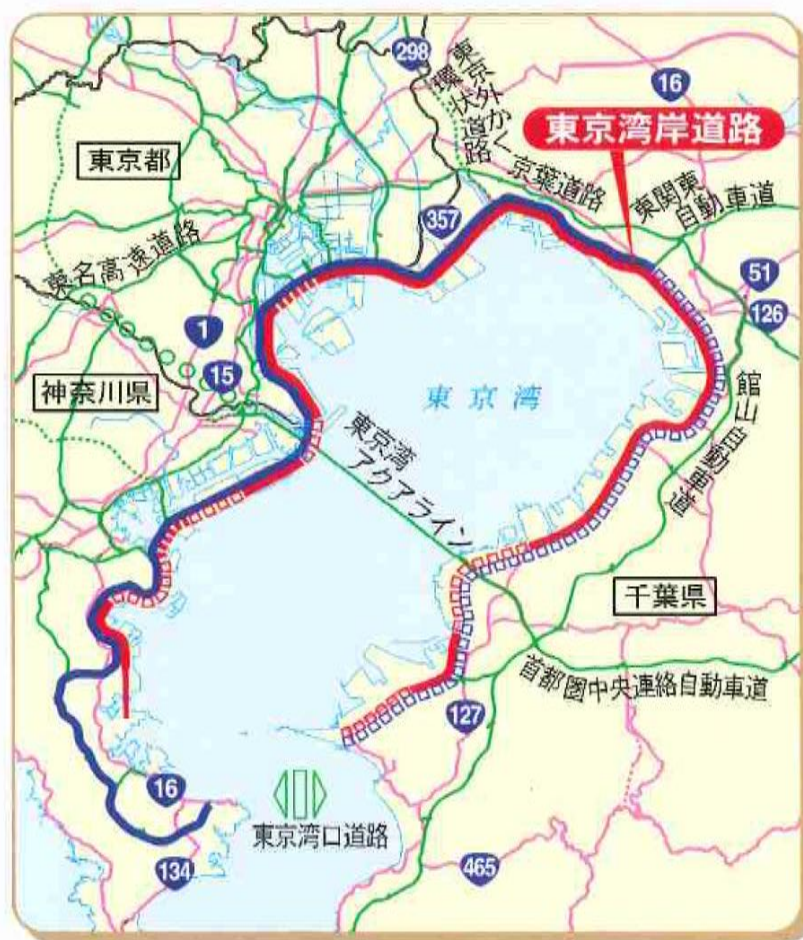 298
東京外かく
環状道路
16
東京湾岸道路
東京都
京葉道路
東関東
自動車道
357
東名高速道路
51
126
1
15
神奈川県
東京湾
館山自動車道
東京湾
アクアライン
千葉県
首都圏中央連絡自動車道
127
16
東京湾口道路
134
465